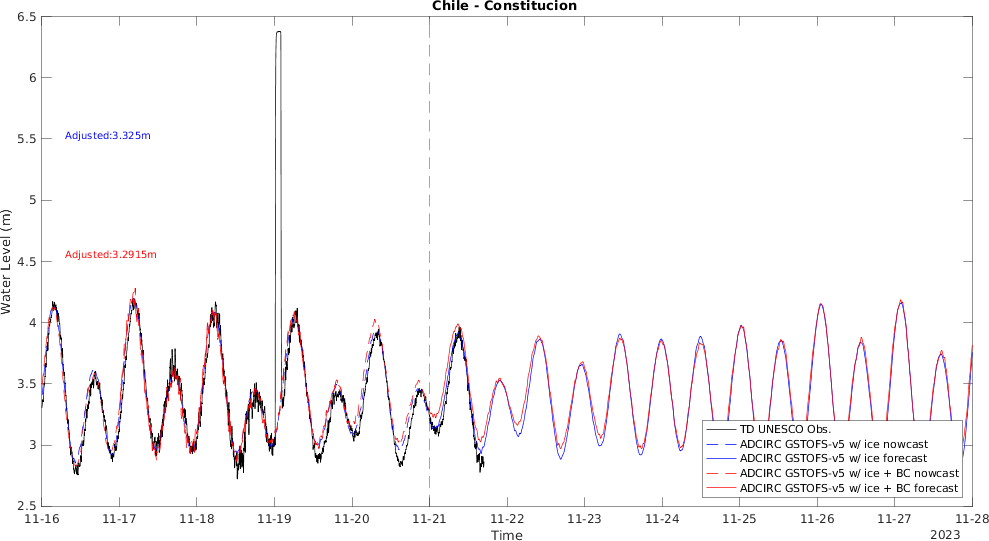 Chile - Constitucion
6.5
6
5.5
5
4.5
4
3.5
3
2.5
Water Level (m)
Adjusted:3.325m
Adjusted:3.2915m
TD UNESCO Obs.
ADCIRC GSTOFS-v5 w/ ice nowcast
ADCIRC GSTOFS-v5 w/ ice forecast
ADCIRC GSTOFS-v5 w/ ice + BC nowcast
ADCIRC GSTOFS-v5 w/ ice + BC forecast
11-16 11-17 11-18 11-19 11-20 11-21 11-22 11-23 11-24 11-25 11-26 11-27 11-28
Time
2023